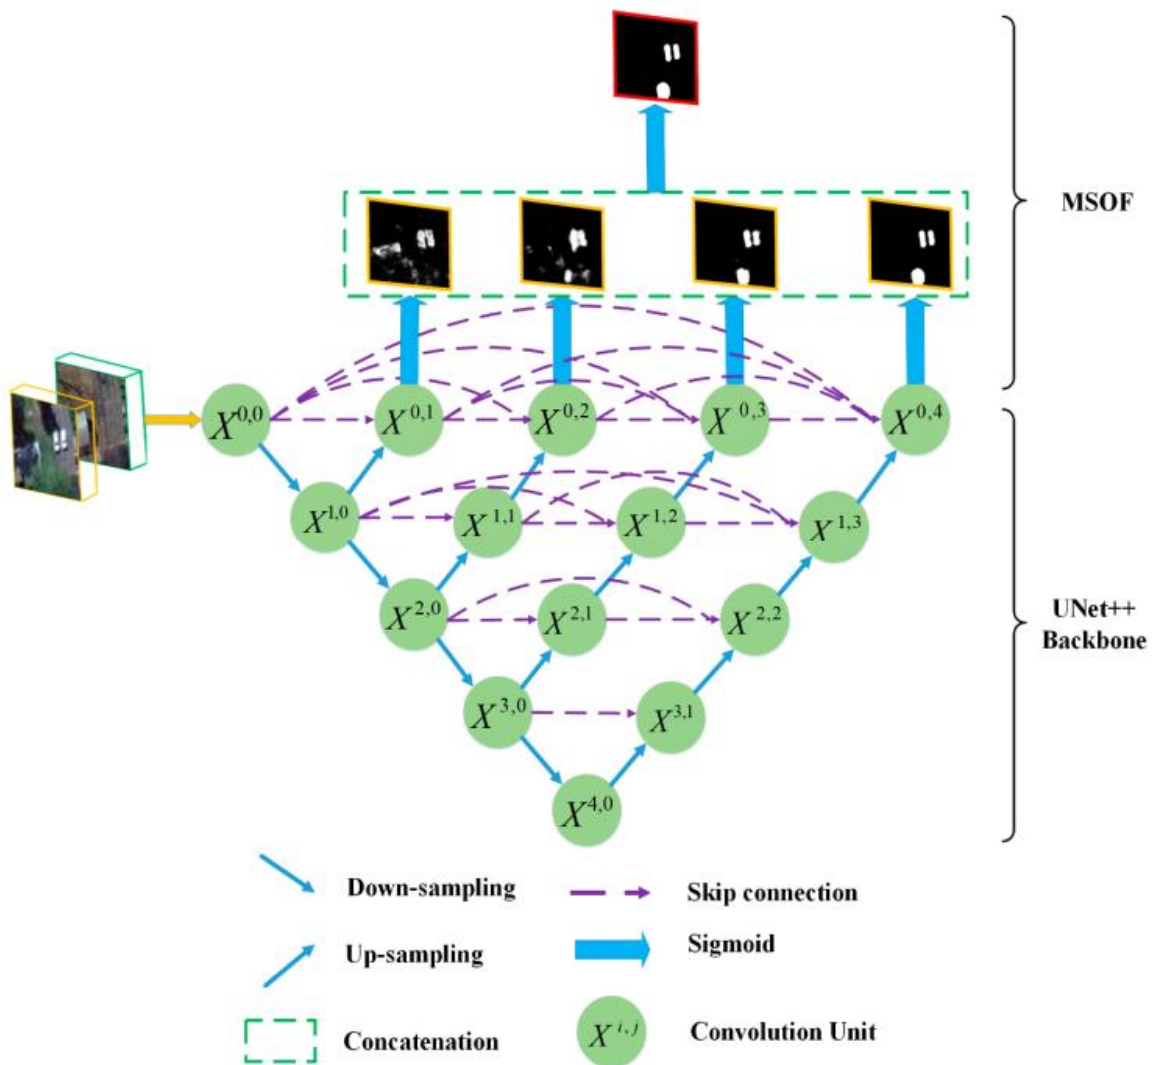 MSOF
X^{0,0} X^{0,1} X^{0,2} X^{0,3} X^{0,4}
X^{1,0} X^{1,1} X^{1,2} X^{1,3}
X^{2,0} X^{2,1} X^{2,2}
UNet++
Backbone
X^{3,0} X^{3,1}
X^{4,0}
Down-sampling Skip connection
Up-sampling Sigmoid
Concatenation X^{i,j} Convolution Unit